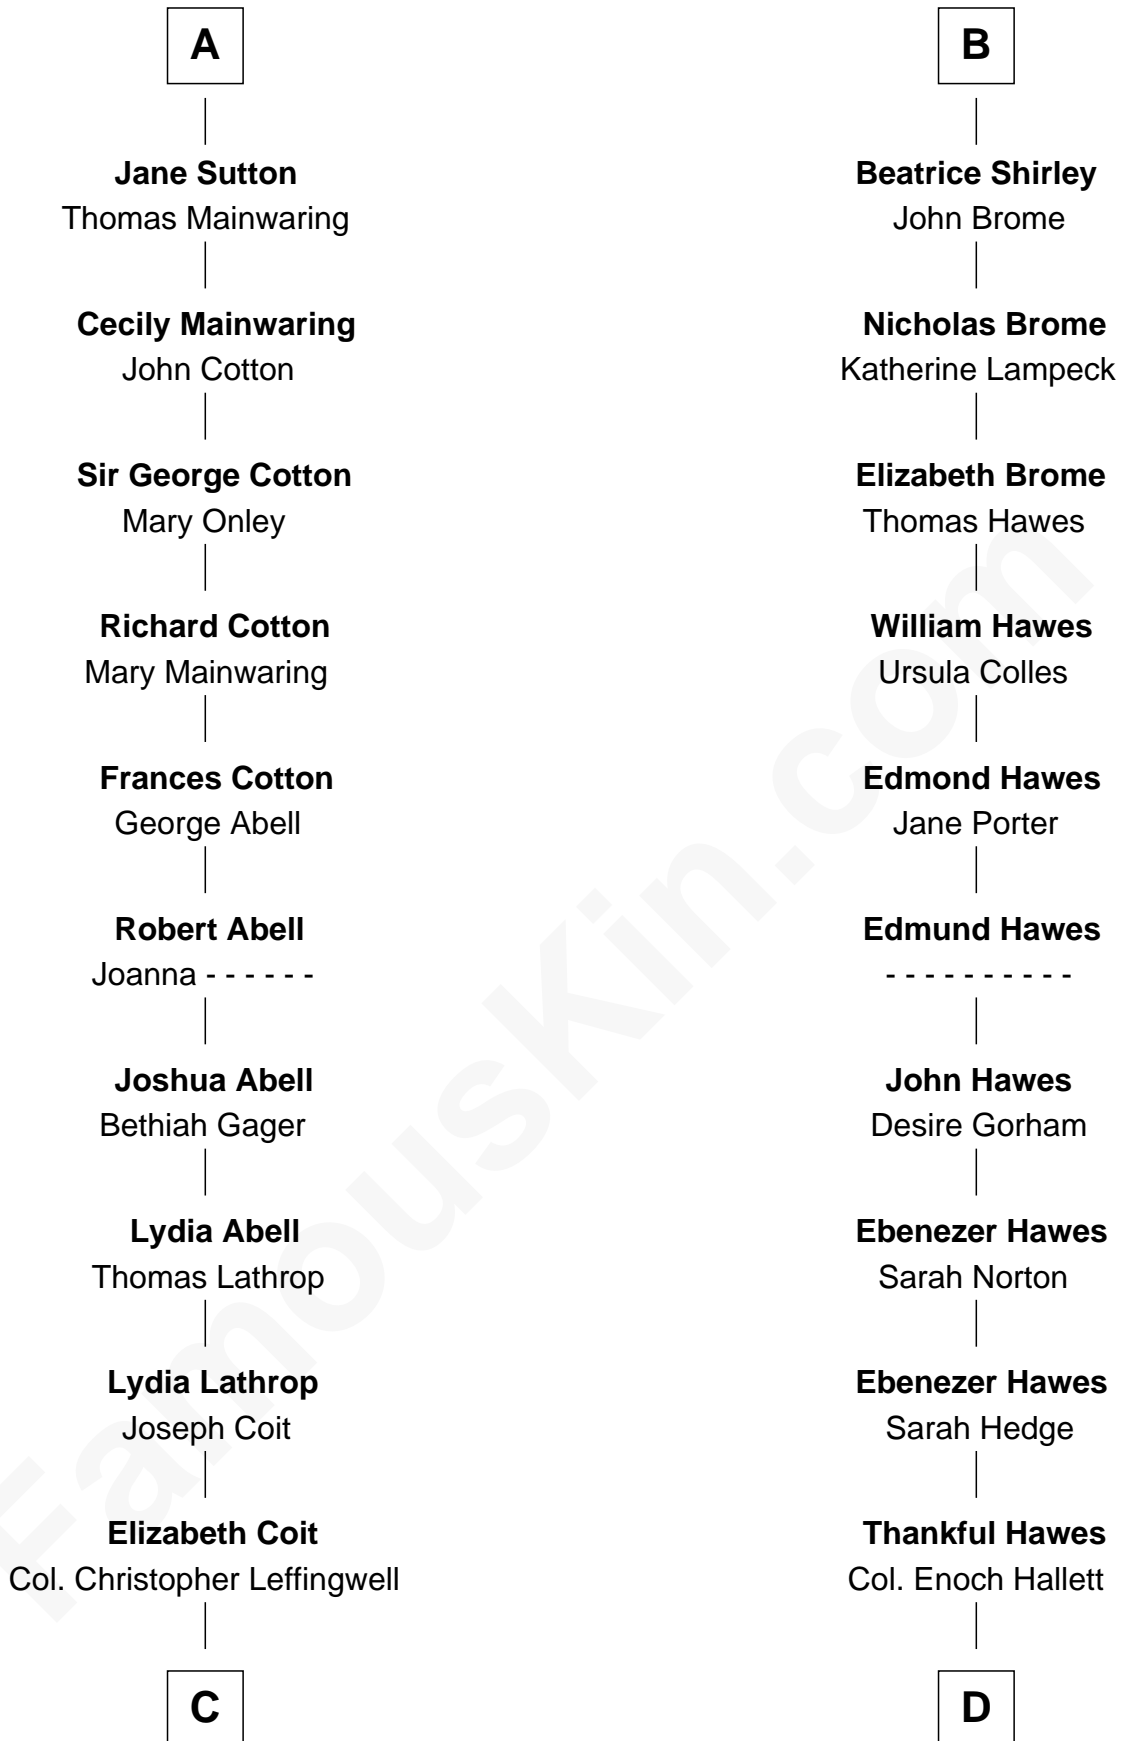 A
Jane Sutton
Thomas Mainwaring
Cecily Mainwaring
John Cotton
Sir George Cotton
Mary Onley
Richard Cotton
Mary Mainwaring
Frances Cotton
George Abell
Robert Abell
Joanna - - - - - -
Joshua Abell
Bethiah Gager
Lydia Abell
Thomas Lathrop
Lydia Lathrop
Joseph Coit
Elizabeth Coit
Col. Christopher Leffingwell
C
B
Beatrice Shirley
John Brome
Nicholas Brome
Katherine Lampeck
Elizabeth Brome
Thomas Hawes
William Hawes
Ursula Colles
Edmond Hawes
Jane Porter
Edmund Hawes
- - - - - - - - - -
John Hawes
Desire Gorham
Ebenezer Hawes
Sarah Norton
Ebenezer Hawes
Sarah Hedge
Thankful Hawes
Col. Enoch Hallett
D
FamousKin.com